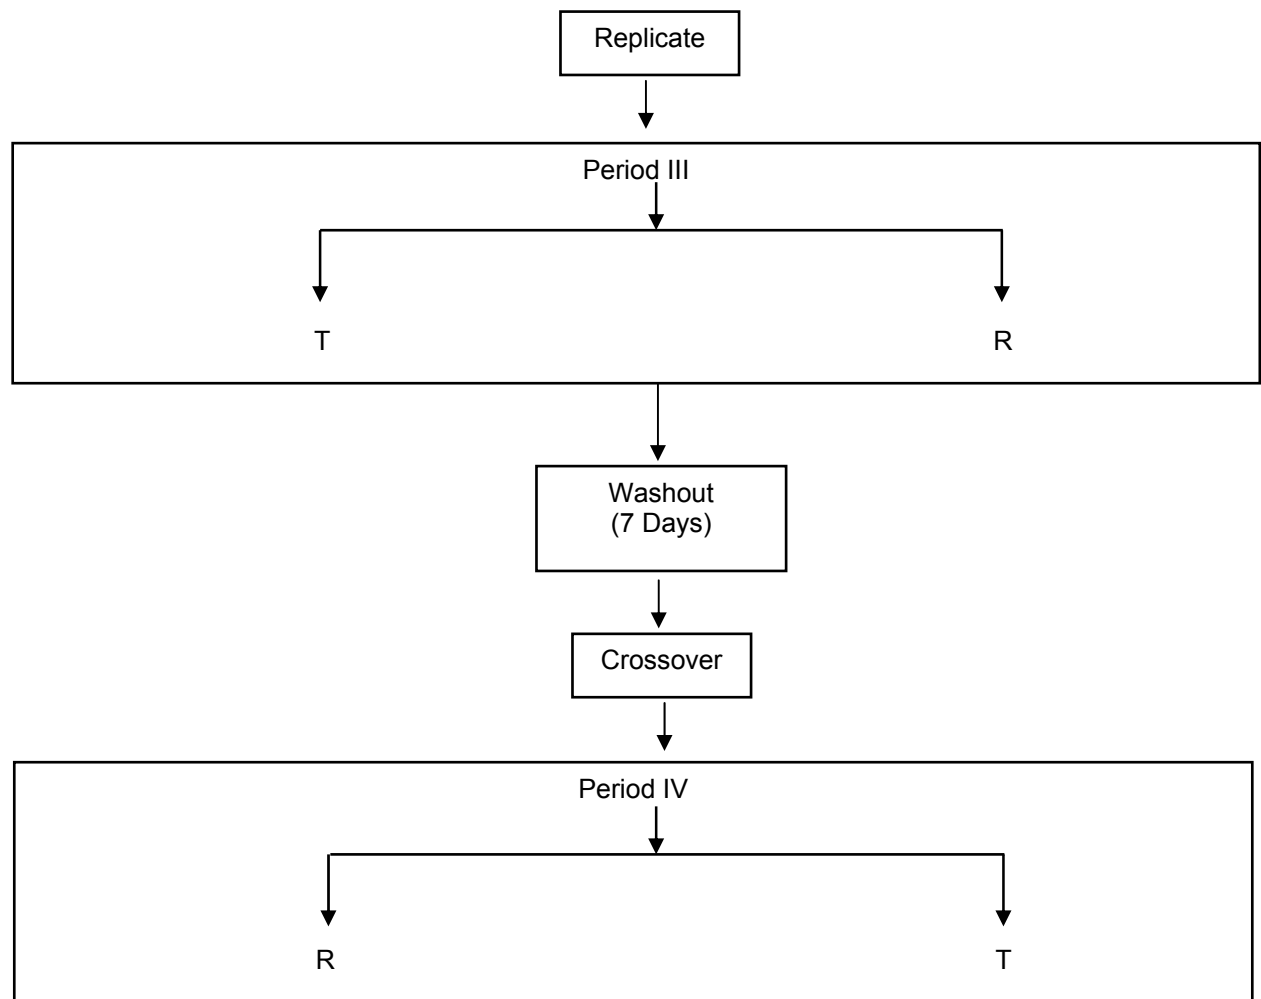 Replicate
Period III
T
R
Washout
(7 Days)
Crossover
Period IV
R
T